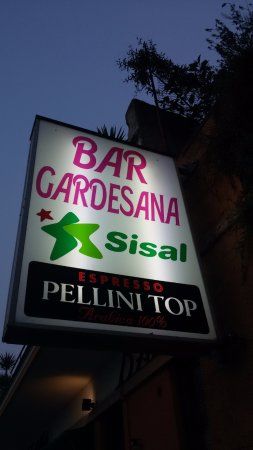 BAR
GARDESANA
Sisal
ESPRESSO
PELLINI TOP
Arabica 100%